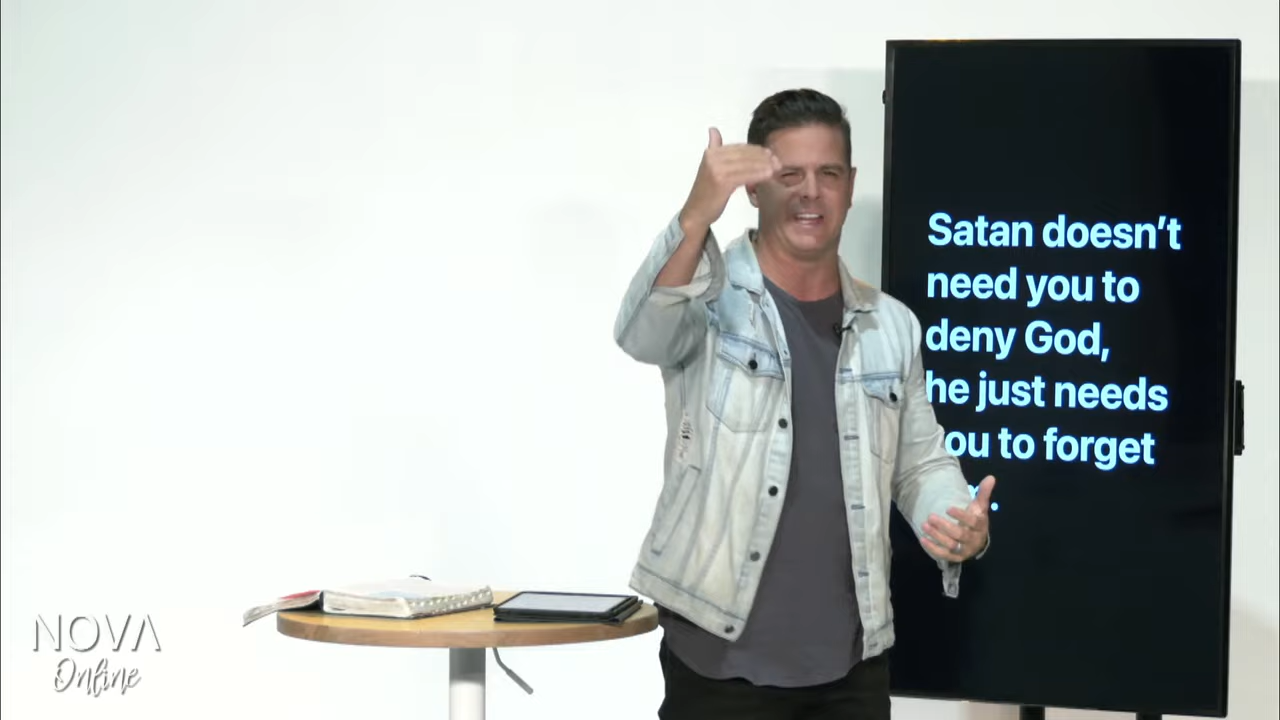 Satan doesn't
need you to
deny God,
he just needs
ou to forget
NOVA
Online